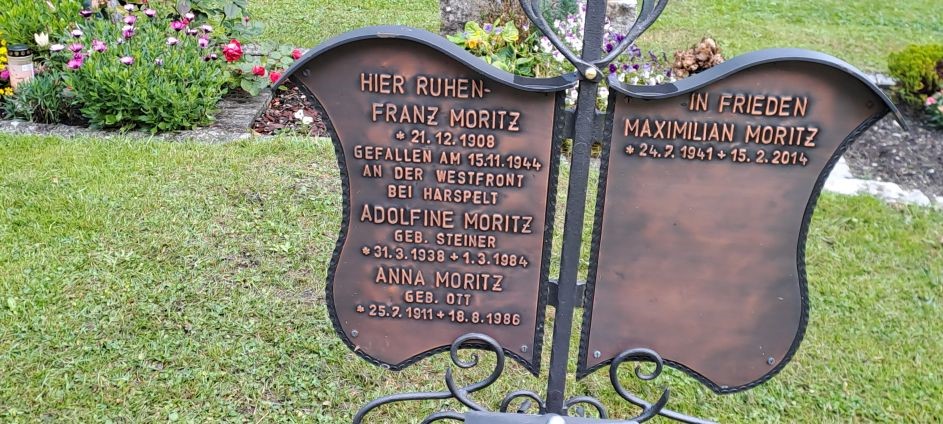 HIER RUHEN-
FRANZ MORITZ
* 21.12.1908
GEFALLEN AM 15.11.1944
AN DER WESTFRONT
BEI HARSPELT
ADOLFINE MORITZ
GEB. STEINER
* 31.3.1938 + 1.3.1984
ANNA MORITZ
GEB. OTT
* 25.7.1911 + 18.8.1986
IN FRIEDEN
MAXIMILIAN MORITZ
* 24.7.1941 + 15.2.2014